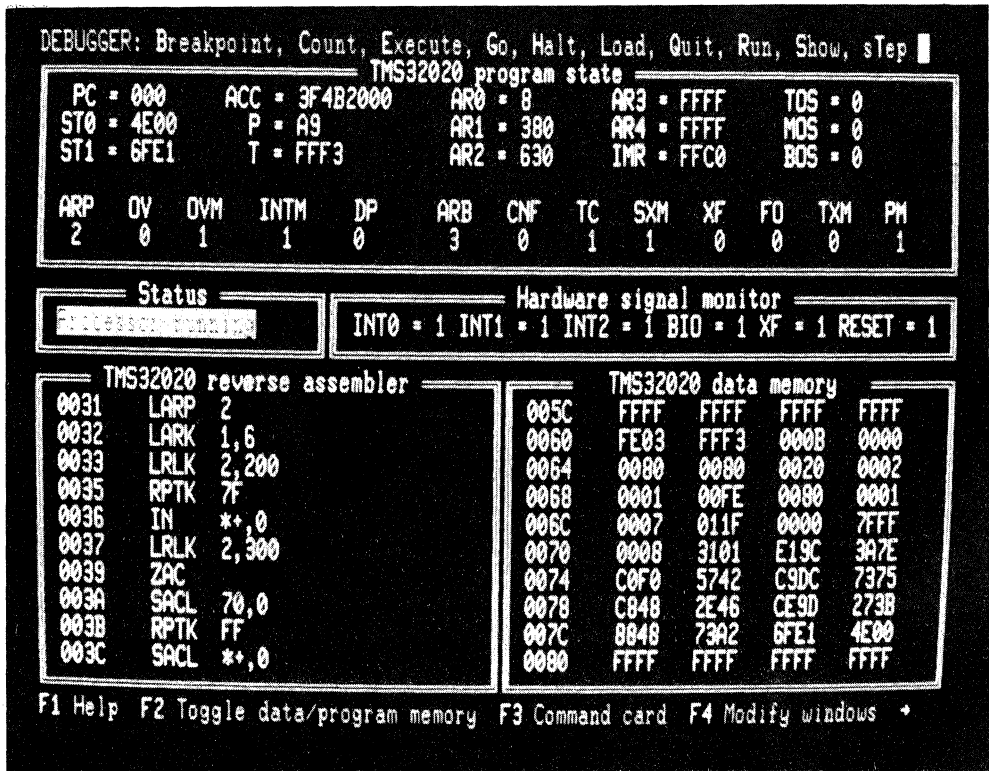 DEBUGGER: Breakpoint, Count, Execute, Go, Halt, Load, Quit, Run, Show, sTep
TMS32020 program state
PC = 000 ACC = 3F4B2000 AR0 = 8 AR3 = FFFF TOS = 0
ST0 = 4E00 P = A9 AR1 = 380 AR4 = FFFF MOS = 0
ST1 = 6FE1 T = FFF3 AR2 = 630 IMR = FFC0 BOS = 0
ARP OV OVM INTM DP ARB CNF TC SXM XF FO TXM PM
2 0 1 1 0 3 0 1 1 0 0 0 1
Status
Processor running
Hardware signal monitor
INT0 = 1 INT1 = 1 INT2 = 1 BIO = 1 XF = 1 RESET = 1
TMS32020 reverse assembler
0031 LARP 2
0032 LARK 1,6
0033 LRLK 2,200
0035 RPTK 7F
0036 IN *+,0
0037 LRLK 2,300
0039 ZAC
003A SACL 70,0
003B RPTK FF
003C SACL *+,0
TMS32020 data memory
005C FFFF FFFF FFFF FFFF
0060 FE03 FFF3 000B 0000
0064 0080 0080 0020 0002
0068 0001 00FE 0080 0001
006C 0007 011F 0000 7FFF
0070 0008 3101 E19C 3A7E
0074 C0F0 5742 C9DC 7375
0078 C848 2E46 CE9D 273B
007C 8848 73A2 6FE1 4E00
0080 FFFF FFFF FFFF FFFF
F1 Help F2 Toggle data/program memory F3 Command card F4 Modify windows